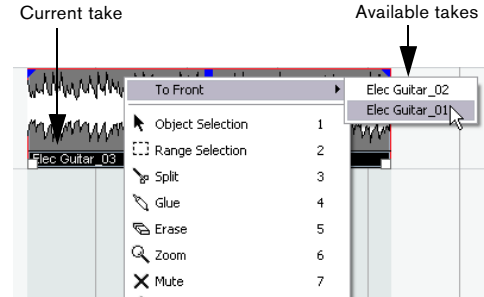 Current take
Available takes
To Front
Elec Guitar_02
Elec Guitar_01
Elec Guitar_03
Object Selection 1
Range Selection 2
Split 3
Glue 4
Erase 5
Zoom 6
Mute 7